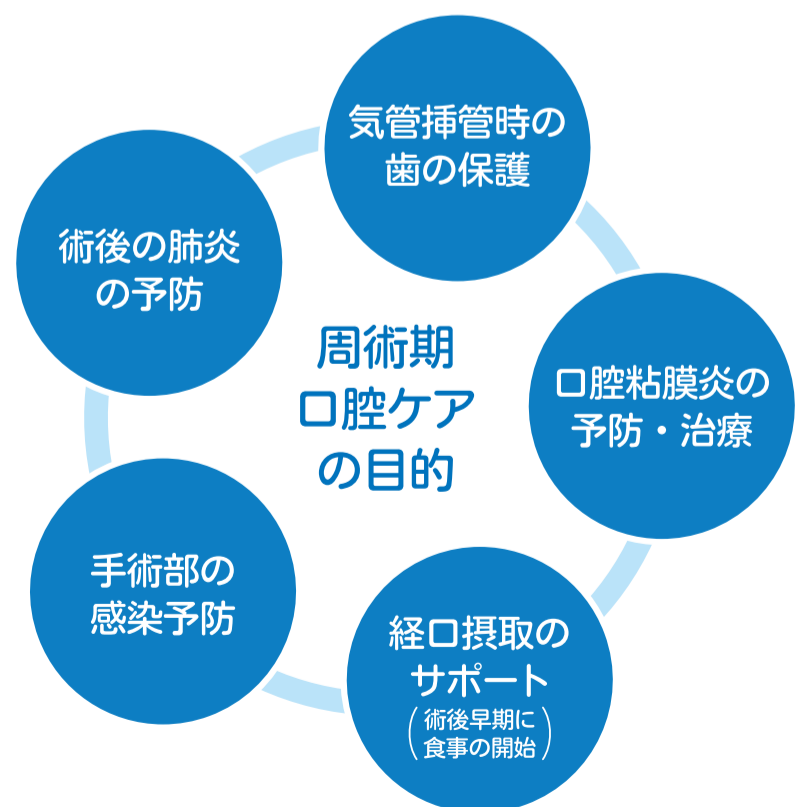 周術期
口腔ケア
の目的
気管挿管時の
歯の保護
口腔粘膜炎の
予防・治療
経口摂取の
サポート
(術後早期に
食事の開始)
手術部の
感染予防
術後の肺炎
の予防